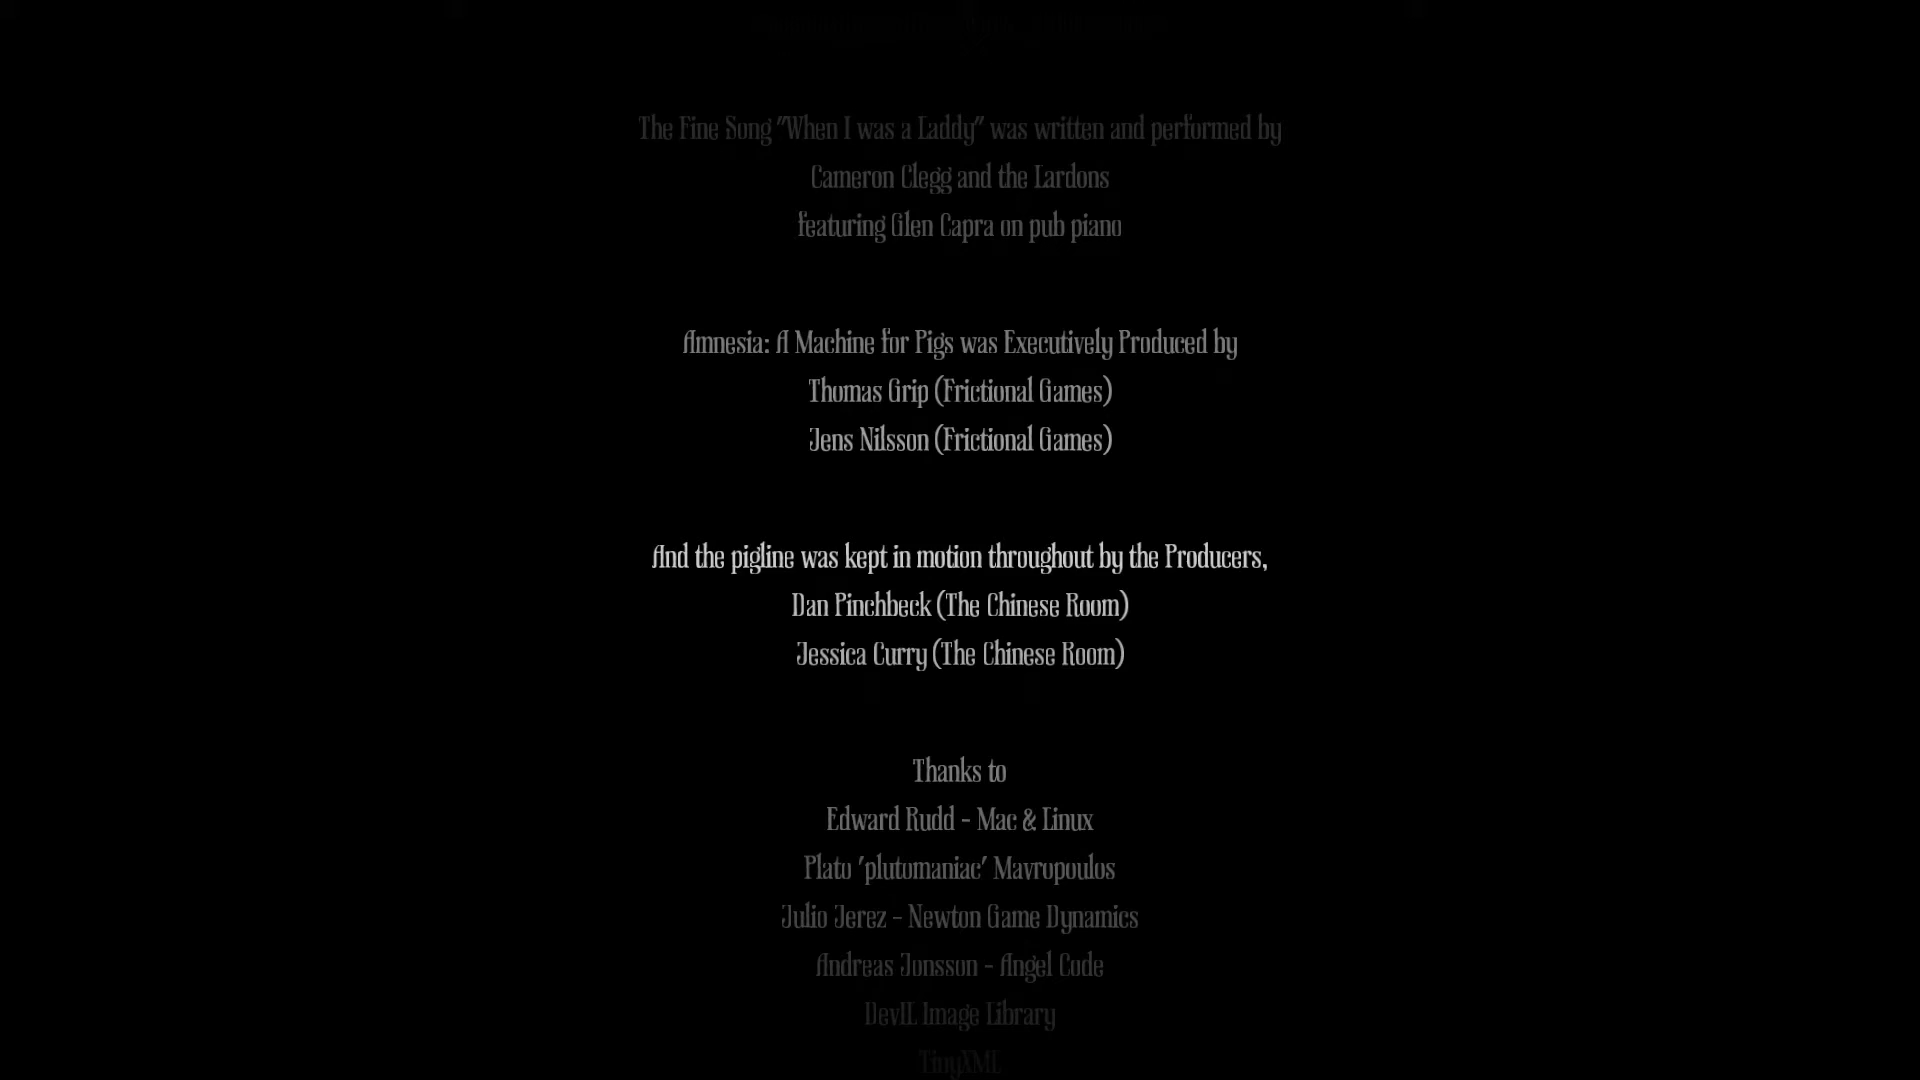 The Fine Song "When I was a Laddy" was written and performed by
Cameron Clegg and the Lardons
featuring Glen Capra on pub piano
Amnesia: A Machine for Pigs was Executively Produced by
Thomas Grip (Frictional Games)
Jens Nilsson (Frictional Games)
And the pigline was kept in motion throughout by the Producers,
Dan Pinchbeck (The Chinese Room)
Jessica Curry (The Chinese Room)
Thanks to
Edward Rudd - Mac & Linux
Plato 'plutomaniac' Mavropoulos
Julio Jerez - Newton Game Dynamics
Andreas Jonsson - Angel Code
DevIL Image Library
TinyXML